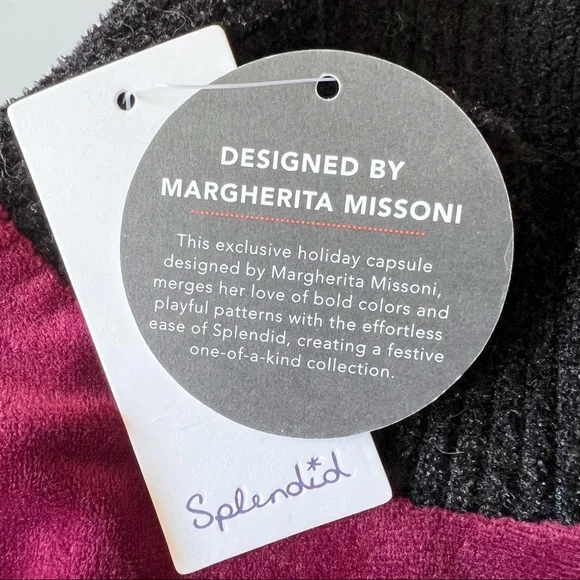 DESIGNED BY
MARGHERITA MISSONI
This exclusive holiday capsule
designed by Margherita Missoni,
merges her love of bold colors and
playful patterns with the effortless
ease of Splendid, creating a festive
one-of-a-kind collection.
Splendid